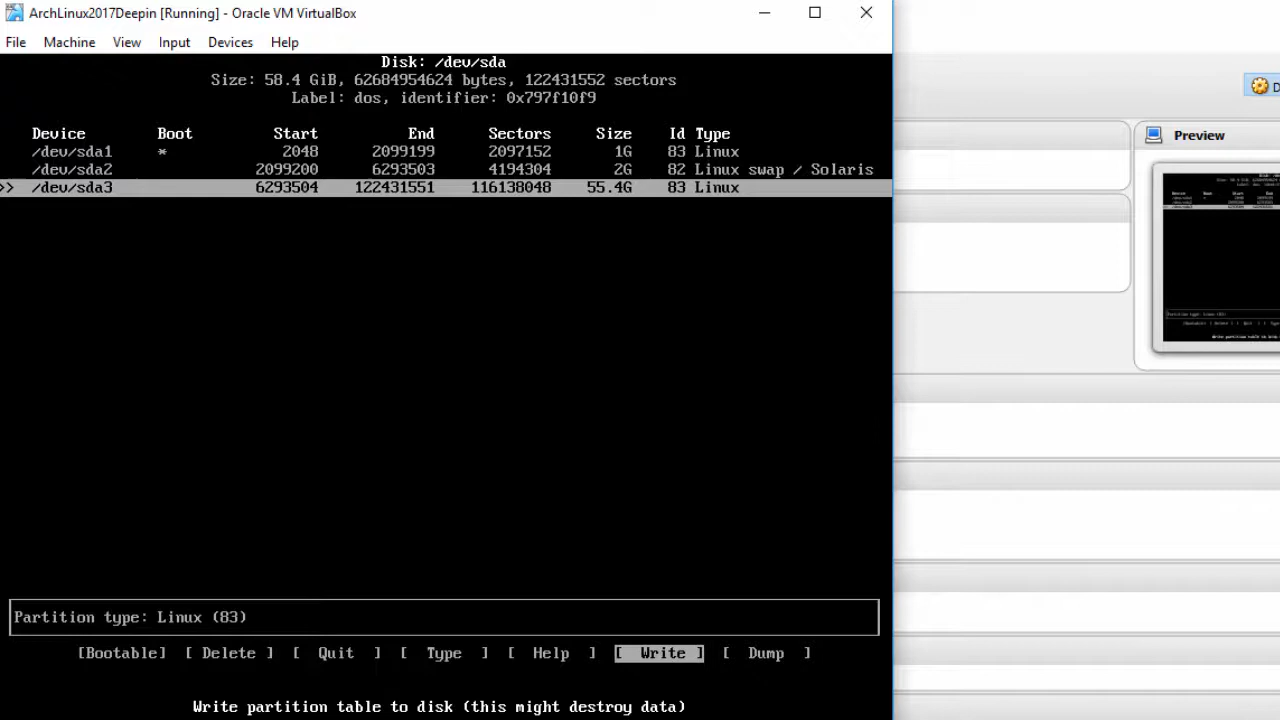 ArchLinux2017Deepin [Running] - Oracle VM VirtualBox
File Machine View Input Devices Help
Disk: /dev/sda
Size: 58.4 GiB, 62684954624 bytes, 122431552 sectors
Label: dos, identifier: 0x797f10f9
Device Boot Start End Sectors Size Id Type
/dev/sda1 * 2048 2099199 2097152 1G 83 Linux
/dev/sda2 2099200 6293503 4194304 2G 82 Linux swap / Solaris
>> /dev/sda3 6293504 122431551 116138048 55.4G 83 Linux
Partition type: Linux (83)
[Bootable] [ Delete ] [ Quit ] [ Type ] [ Help ] [ Write ] [ Dump ]
Write partition table to disk (this might destroy data)
Preview